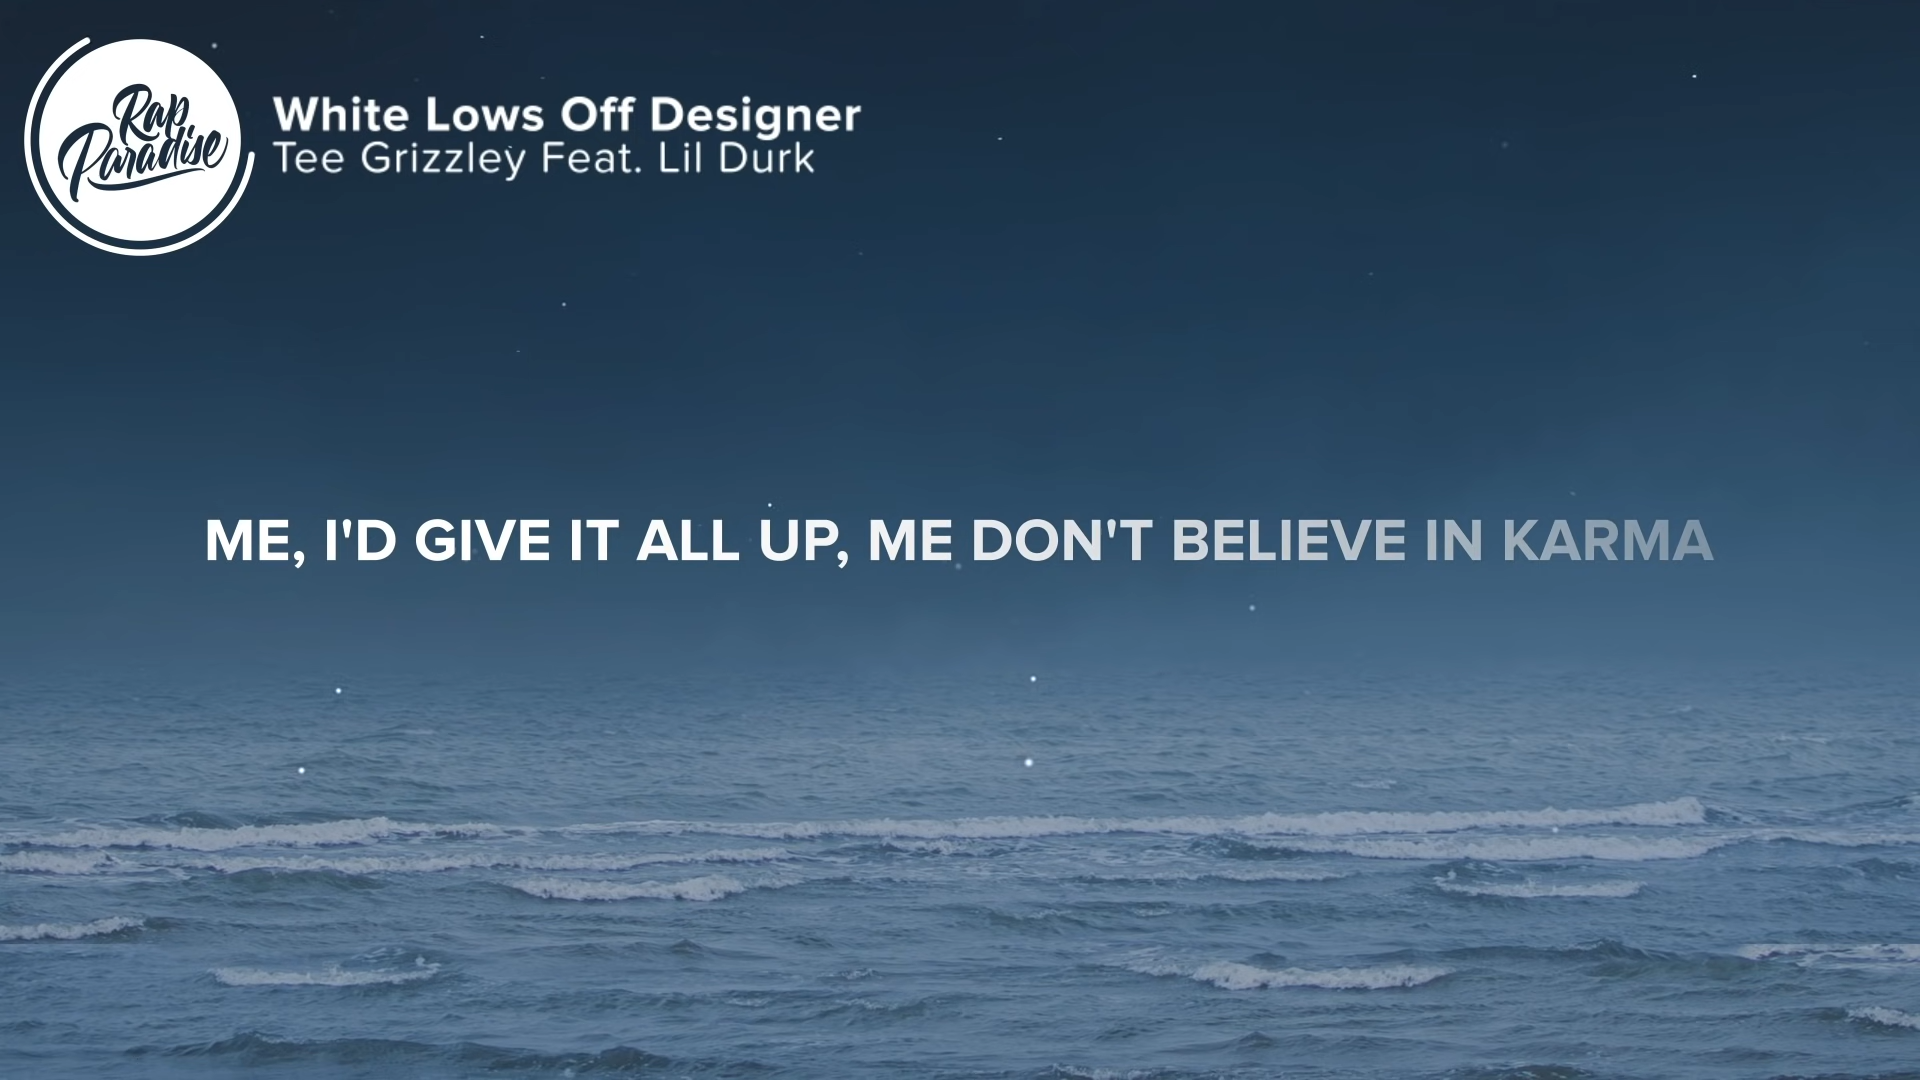 Rap
Paradise
White Lows Off Designer
Tee Grizzley Feat. Lil Durk
ME, I'D GIVE IT ALL UP, ME DON'T BELIEVE IN KARMA